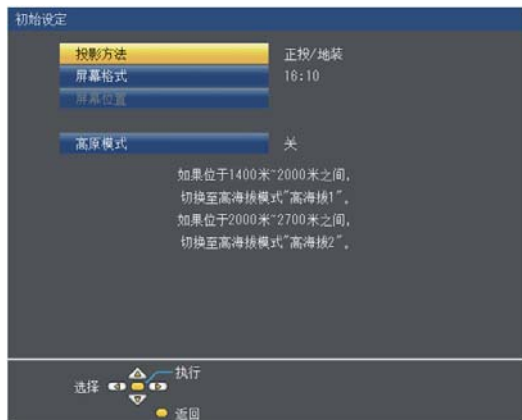 初始设定
投影方法 正投/地装
屏幕格式 16:10
屏幕位置
高原模式 关
如果位于1400米~2000米之间,
切换至高海拔模式"高海拔1"。
如果位于2000米~2700米之间,
切换至高海拔模式"高海拔2"。
执行
选择
返回